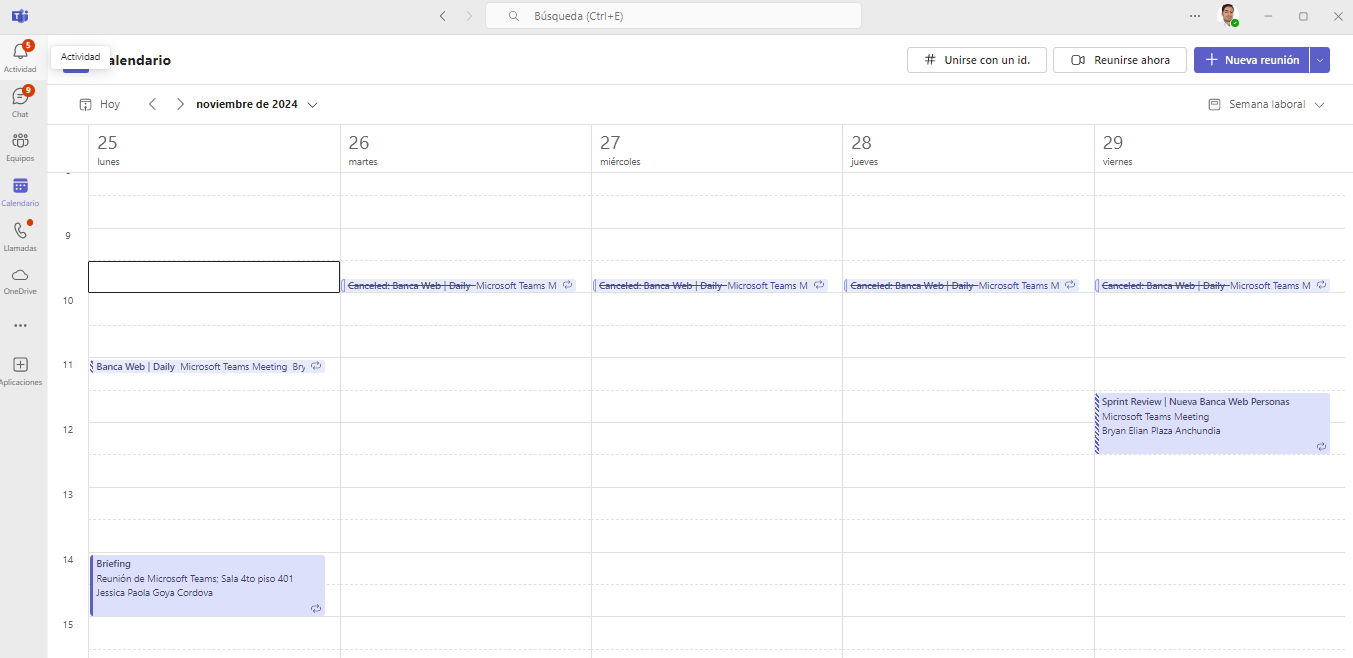 Búsqueda (Ctrl+E)
5
Actividad
Actividad
alendario
# Unirse con un id.
Reunirse ahora
Nueva reunión
9
Chat
Equipos
Calendario
Llamadas
OneDrive
Aplicaciones
Hoy
noviembre de 2024
Semana laboral
25
lunes
26
martes
27
miércoles
28
jueves
29
viernes
9
Canceled: Banca Web | Daily Microsoft Teams M
Canceled: Banca Web | Daily Microsoft Teams M
Canceled: Banca Web | Daily Microsoft Teams M
Canceled: Banca Web | Daily Microsoft Teams M
10
11
Banca Web | Daily Microsoft Teams Meeting Bry
Sprint Review | Nueva Banca Web Personas
Microsoft Teams Meeting
Bryan Elian Plaza Anchundia
12
13
14
Briefing
Reunión de Microsoft Teams; Sala 4to piso 401
Jessica Paola Goya Cordova
15